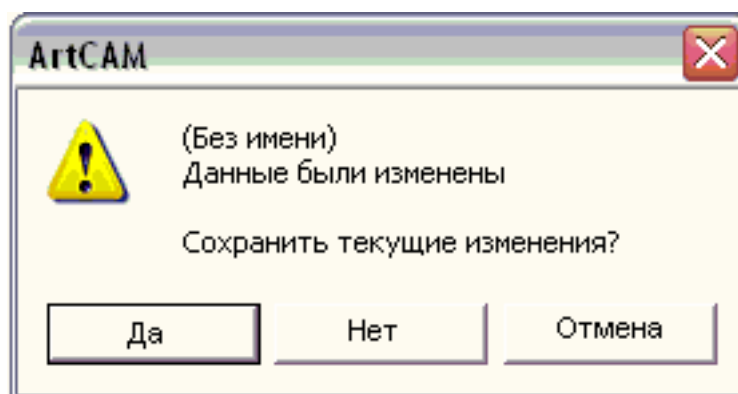 ArtCAM
(Без имени)
Данные были изменены
Сохранить текущие изменения?
Да
Нет
Отмена